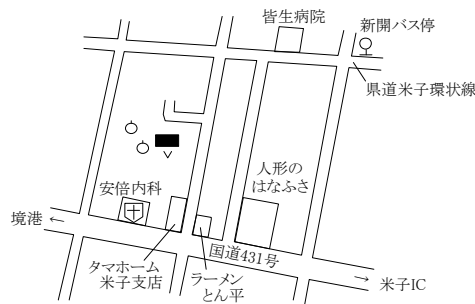 皆生病院
新開バス停
県道米子環状線
人形の
はなふさ
安倍内科
境港 ←
国道431号
タマホーム
米子支店
ラーメン
とん平
→ 米子IC